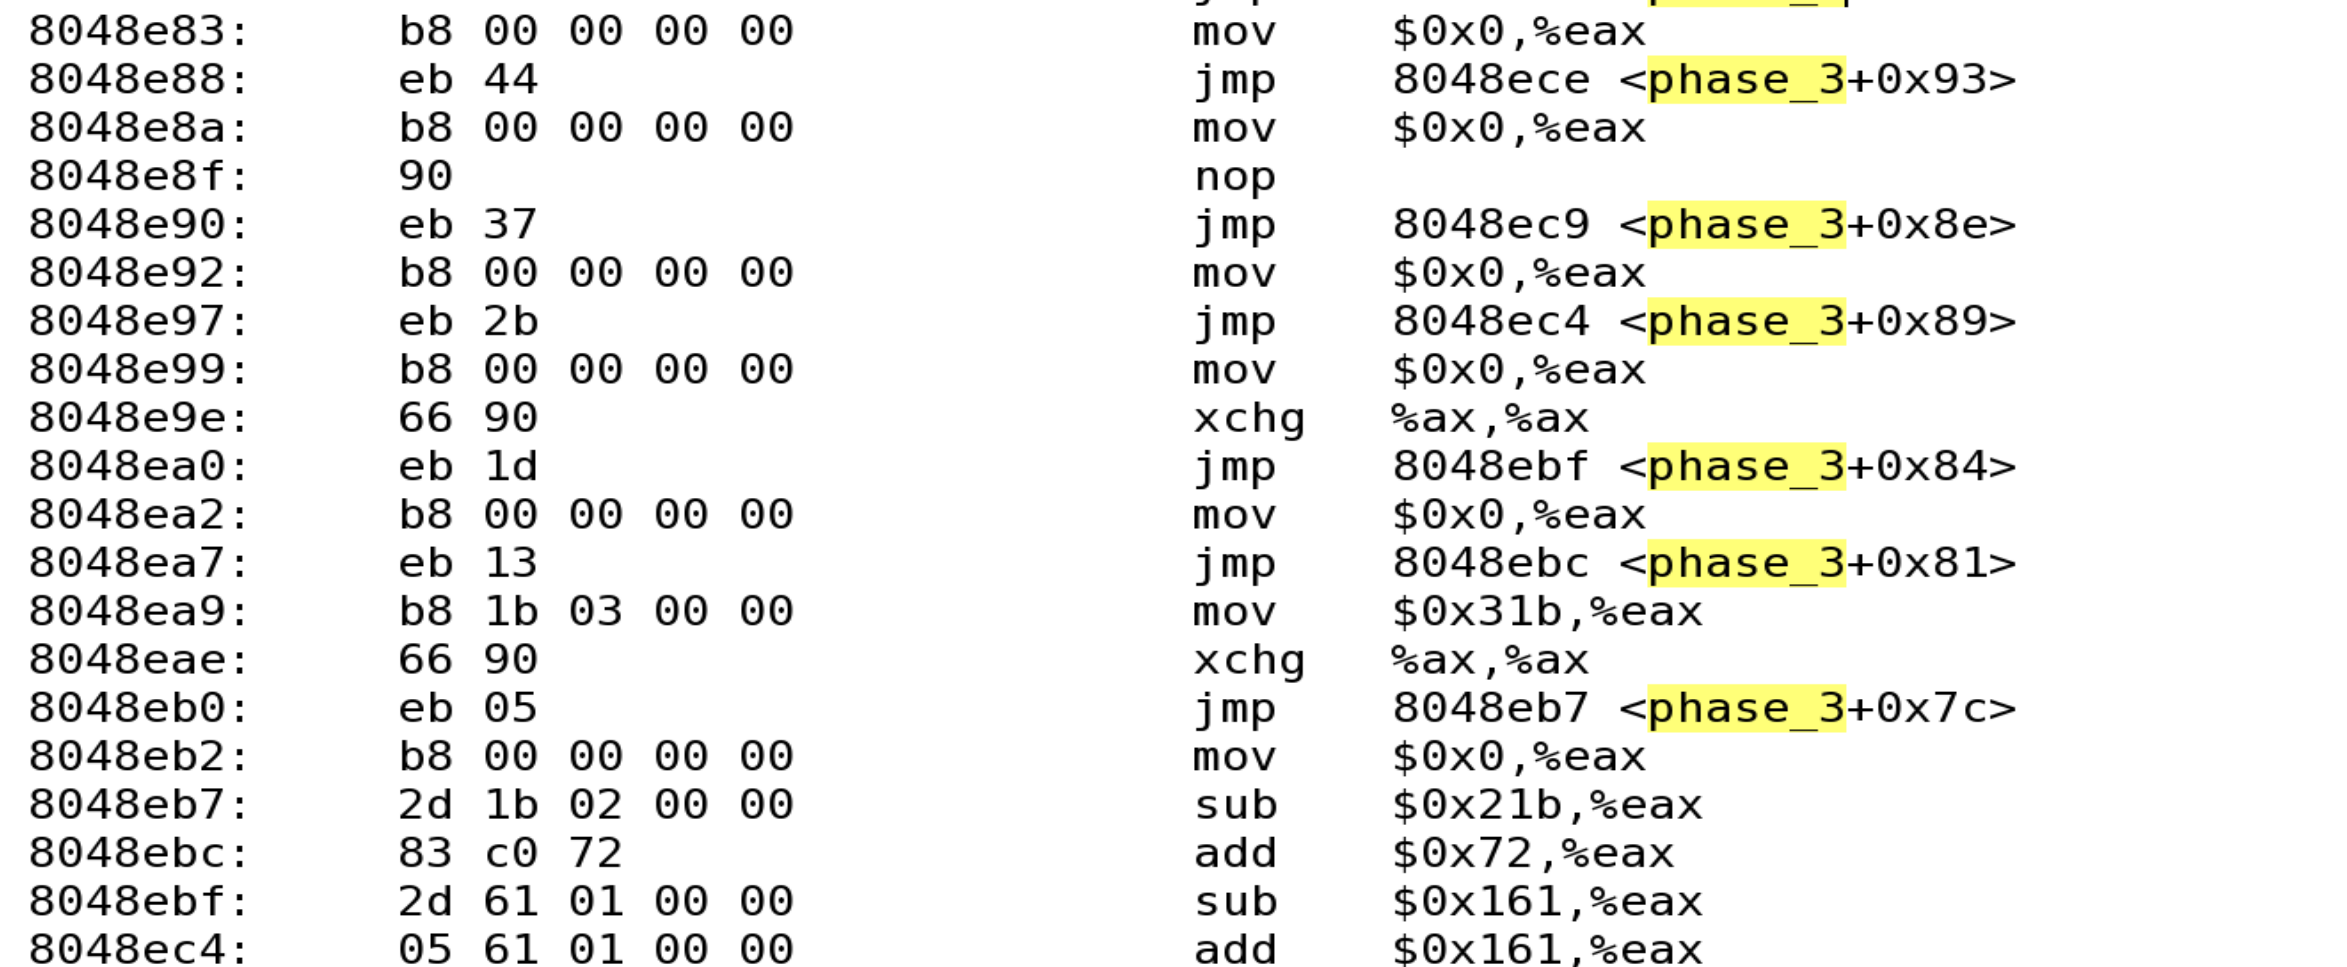 8048e83: b8 00 00 00 00 mov $0x0,%eax
8048e88: eb 44 jmp 8048ece <phase_3+0x93>
8048e8a: b8 00 00 00 00 mov $0x0,%eax
8048e8f: 90 nop
8048e90: eb 37 jmp 8048ec9 <phase_3+0x8e>
8048e92: b8 00 00 00 00 mov $0x0,%eax
8048e97: eb 2b jmp 8048ec4 <phase_3+0x89>
8048e99: b8 00 00 00 00 mov $0x0,%eax
8048e9e: 66 90 xchg %ax,%ax
8048ea0: eb 1d jmp 8048ebf <phase_3+0x84>
8048ea2: b8 00 00 00 00 mov $0x0,%eax
8048ea7: eb 13 jmp 8048ebc <phase_3+0x81>
8048ea9: b8 1b 03 00 00 mov $0x31b,%eax
8048eae: 66 90 xchg %ax,%ax
8048eb0: eb 05 jmp 8048eb7 <phase_3+0x7c>
8048eb2: b8 00 00 00 00 mov $0x0,%eax
8048eb7: 2d 1b 02 00 00 sub $0x21b,%eax
8048ebc: 83 c0 72 add $0x72,%eax
8048ebf: 2d 61 01 00 00 sub $0x161,%eax
8048ec4: 05 61 01 00 00 add $0x161,%eax